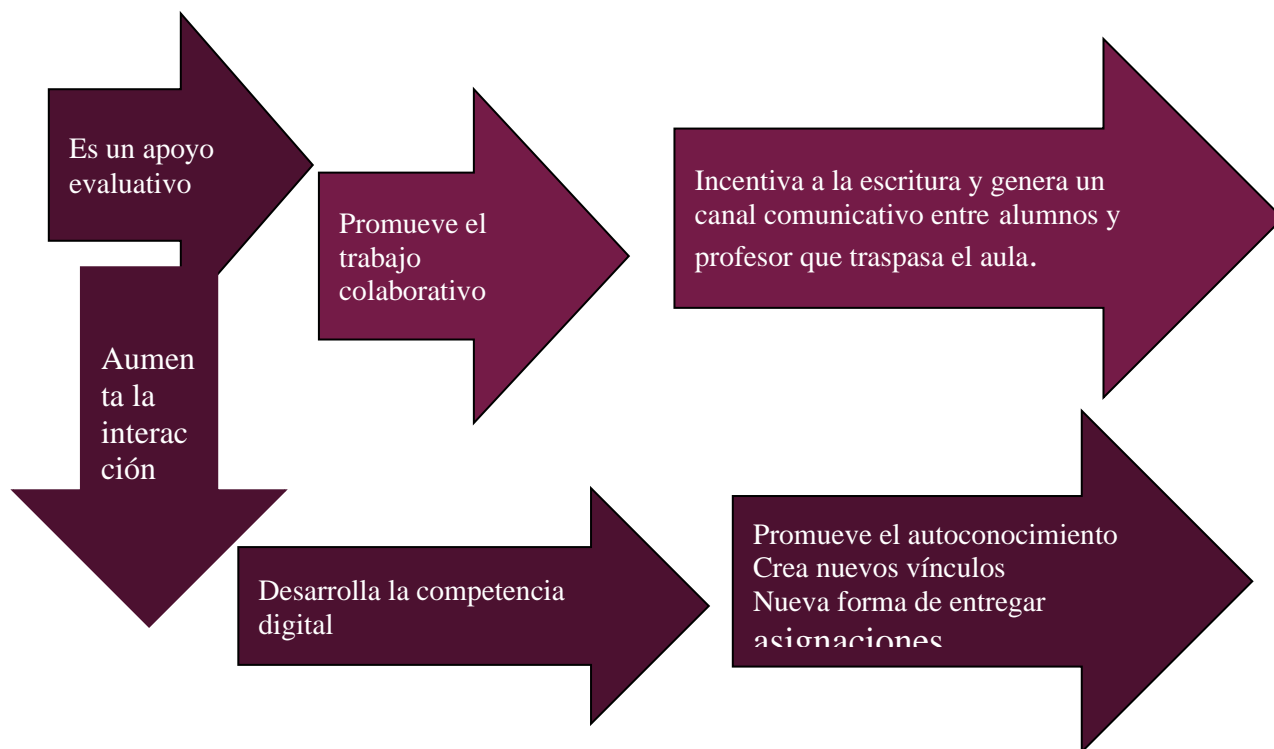 Es un apoyo
evaluativo
Promueve el
trabajo
colaborativo
Incentiva a la escritura y genera un
canal comunicativo entre alumnos y
profesor que traspasa el aula.
Aumen
ta la
interac
ción
Desarrolla la competencia
digital
Promueve el autoconocimiento
Crea nuevos vínculos
Nueva forma de entregar
asignaciones